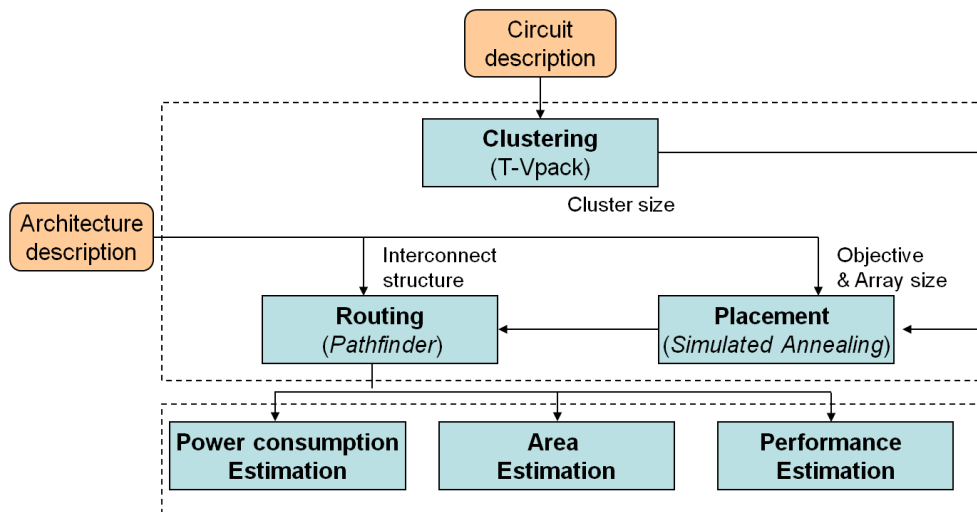 Circuit
description
Clustering
(T-Vpack)
Cluster size
Architecture
description
Interconnect
structure
Objective
& Array size
Routing
(Pathfinder)
Placement
(Simulated Annealing)
Power consumption
Estimation
Area
Estimation
Performance
Estimation